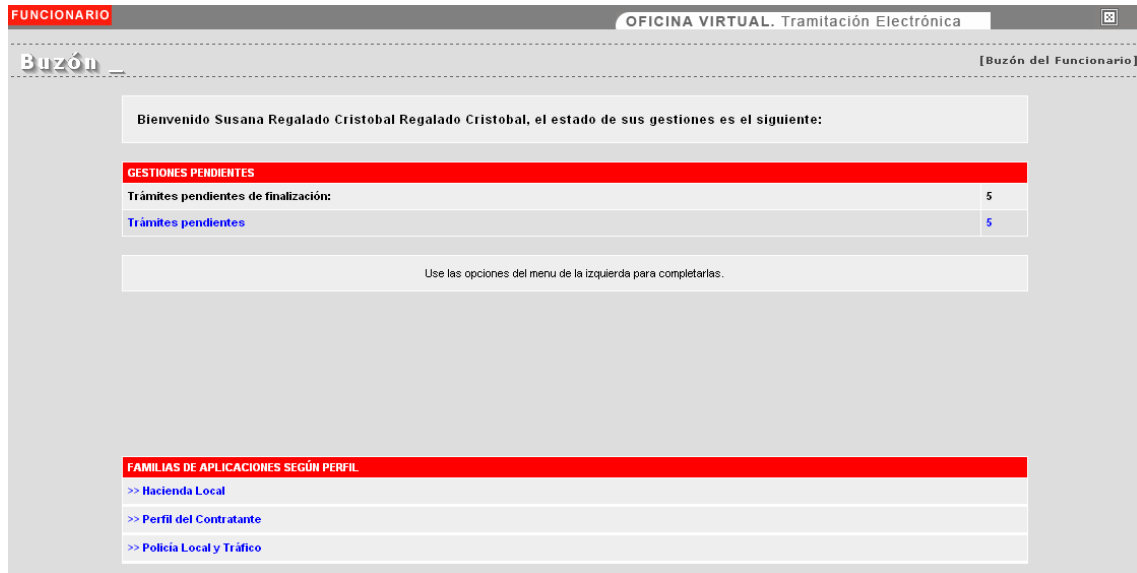 FUNCIONARIO
OFICINA VIRTUAL. Tramitación Electrónica
Buzón _
[Buzón del Funcionario]
Bienvenido Susana Regalado Cristobal Regalado Cristobal, el estado de sus gestiones es el siguiente:
GESTIONES PENDIENTES
Trámites pendientes de finalización: 5
Trámites pendientes 5
Use las opciones del menu de la izquierda para completarlas.
FAMILIAS DE APLICACIONES SEGÚN PERFIL
>> Hacienda Local
>> Perfil del Contratante
>> Policía Local y Tráfico